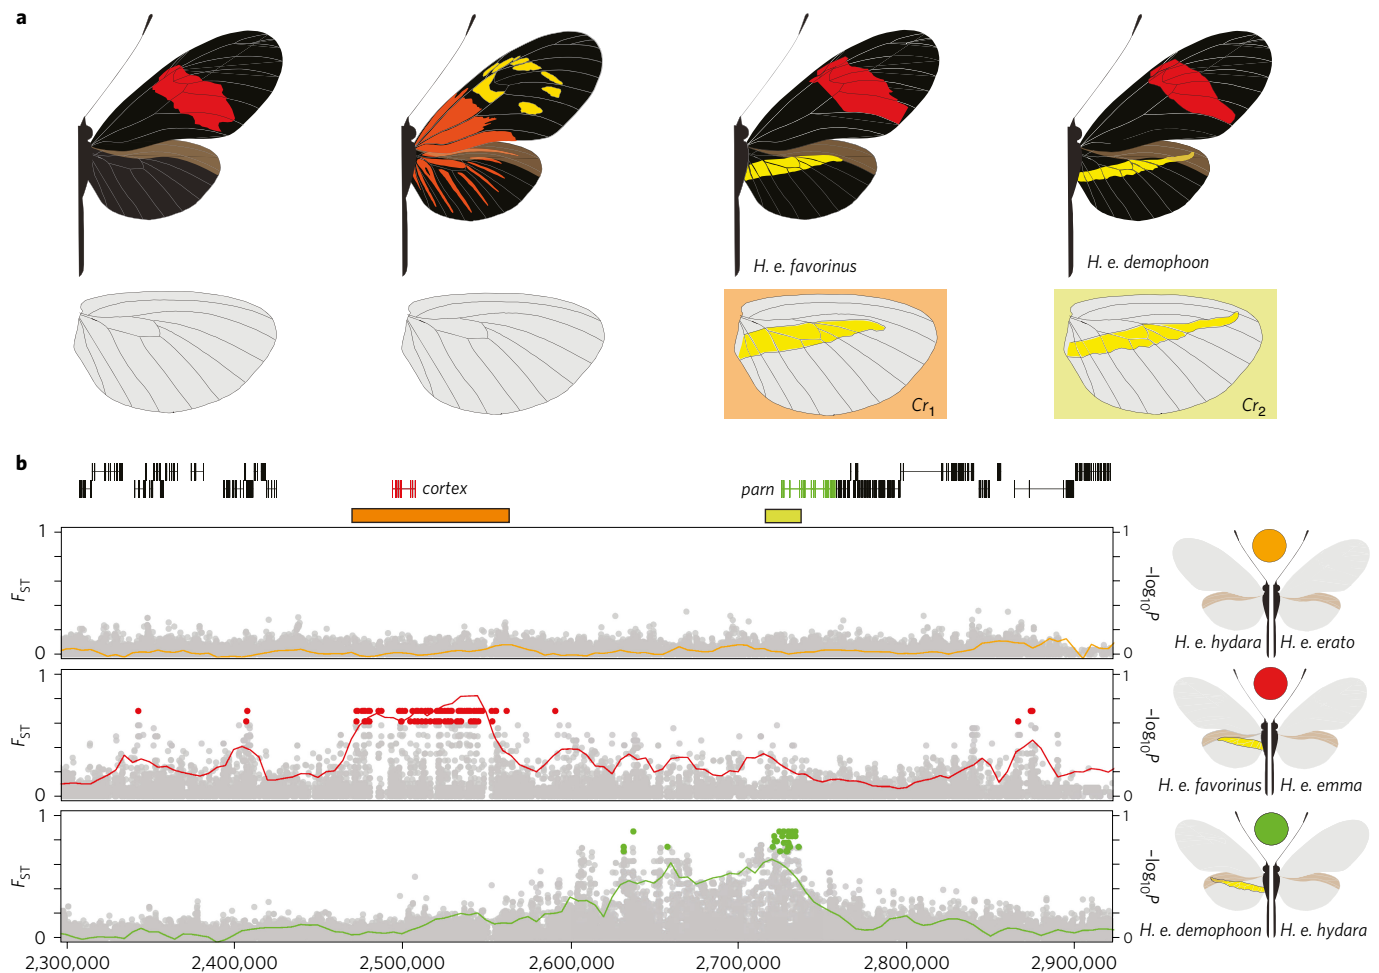 a
H. e. favorinus
H. e. demophoon
Cr1
Cr2
b
cortex
parn
1
FST
0
1
-log10P
0
H. e. hydara
H. e. erato
1
FST
0
1
-log10P
0
H. e. favorinus
H. e. emma
1
FST
0
1
-log10P
0
H. e. demophoon
H. e. hydara
2,300,000
2,400,000
2,500,000
2,600,000
2,700,000
2,800,000
2,900,000